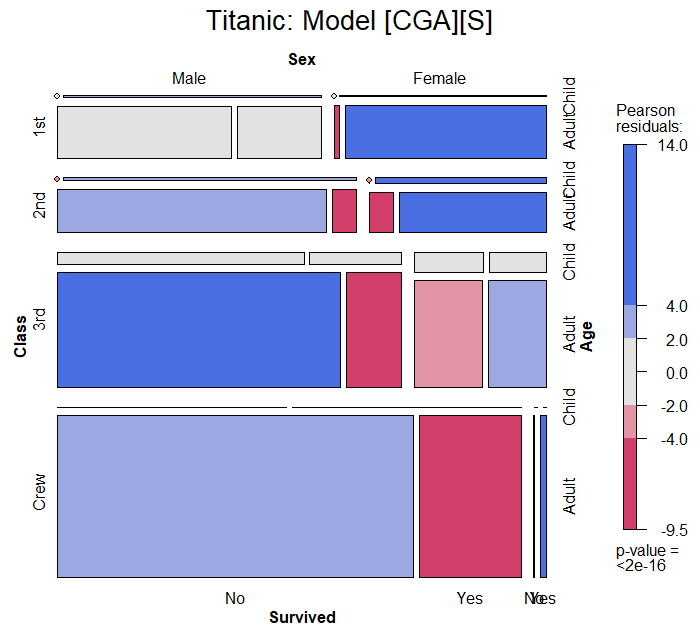 Titanic: Model [CGA][S]
Sex
Male Female
1st
2nd
3rd
Crew
Class
Child
Adult
Child
Adult
Child
Adult
Child
Adult
Age
No Yes No Yes
Survived
Pearson
residuals:
14.0
4.0
2.0
0.0
-2.0
-4.0
-9.5
p-value =
<2e-16